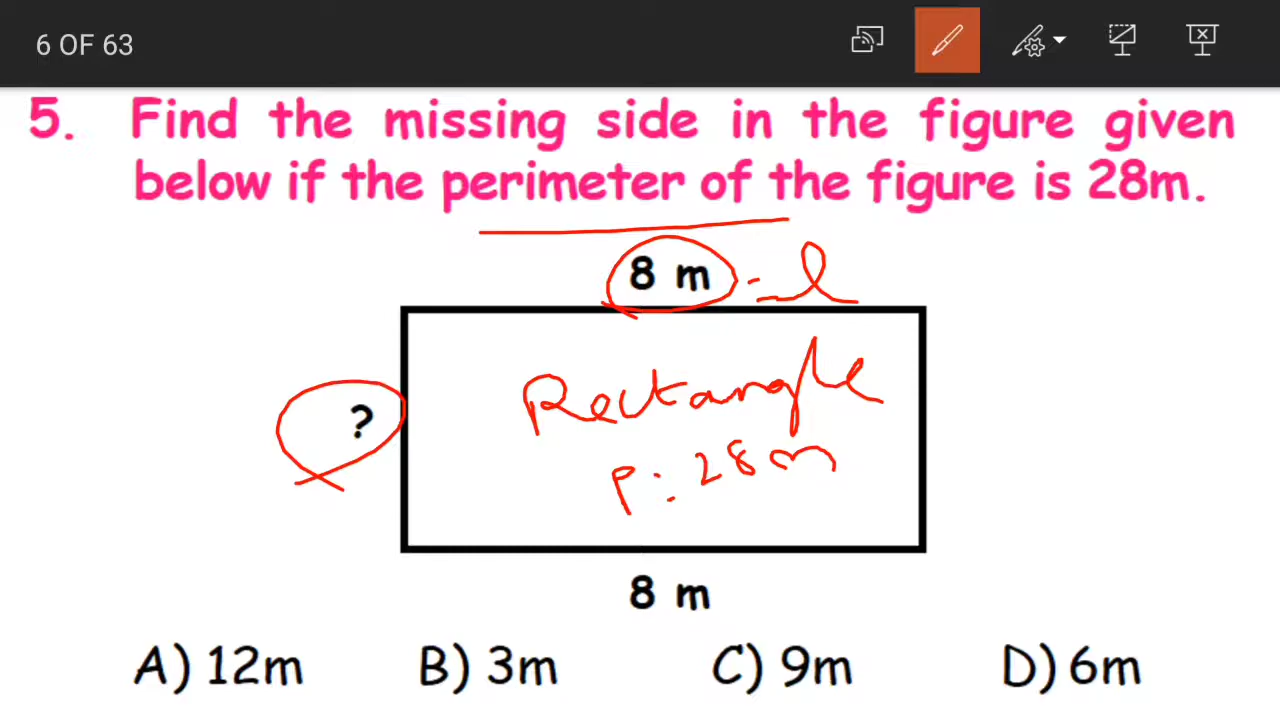 6 OF 63
5. Find the missing side in the figure given
below if the perimeter of the figure is 28m.
8 m = l
Rectangle
?
P: 28m
8 m
A) 12m B) 3m C) 9m D) 6m